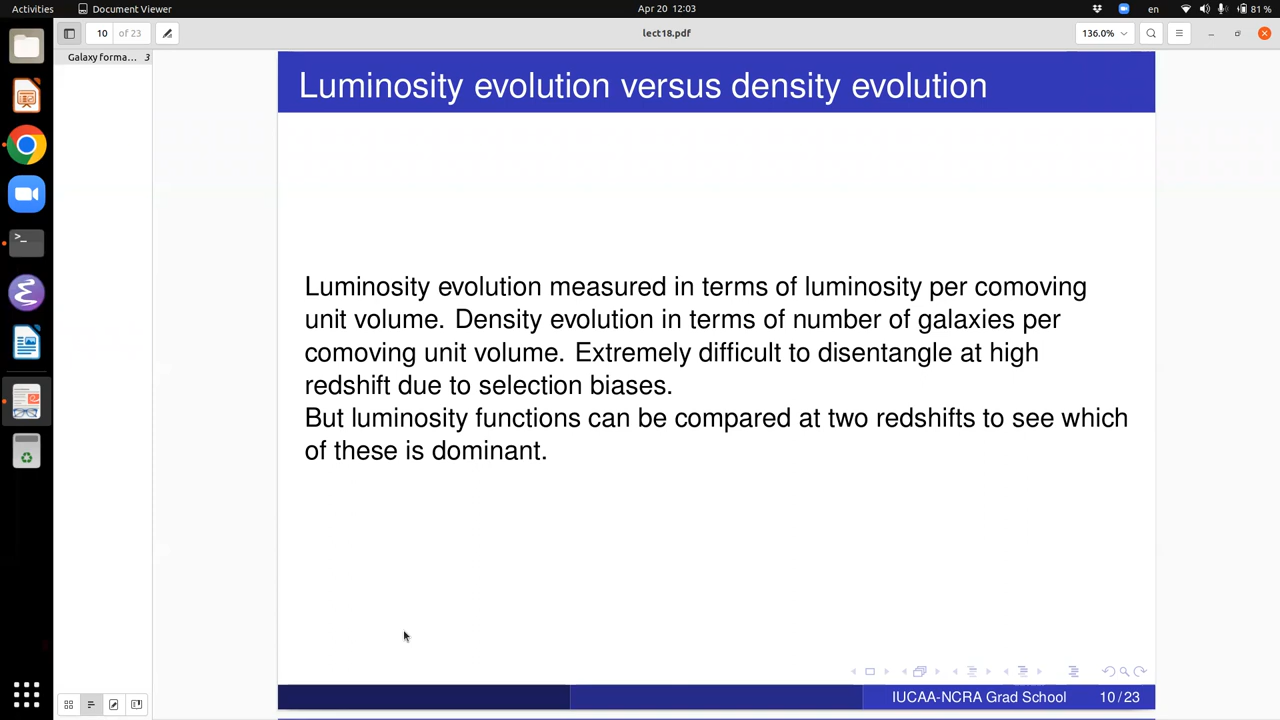 Activities
Document Viewer
Apr 20 12:03
en
81 %
10 of 23
lect18.pdf
136.0%
Galaxy forma... 3
Luminosity evolution versus density evolution
Luminosity evolution measured in terms of luminosity per comoving
unit volume. Density evolution in terms of number of galaxies per
comoving unit volume. Extremely difficult to disentangle at high
redshift due to selection biases.
But luminosity functions can be compared at two redshifts to see which
of these is dominant.
IUCAA-NCRA Grad School 10/23